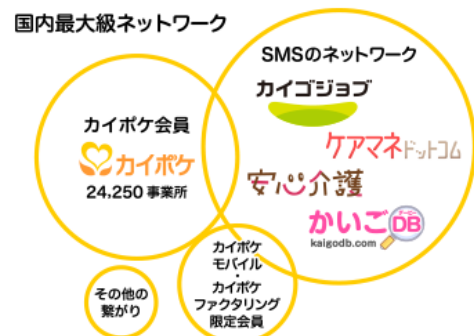 国内最大級ネットワーク
SMSのネットワーク
カイゴジョブ
ケアマネドットコム
安心介護
かいごDB
kaigodb.com
カイポケ会員
カイポケ
24,250 事業所
カイポケ
モバイル
・
カイポケ
ファクタリング
限定会員
その他の
繋がり